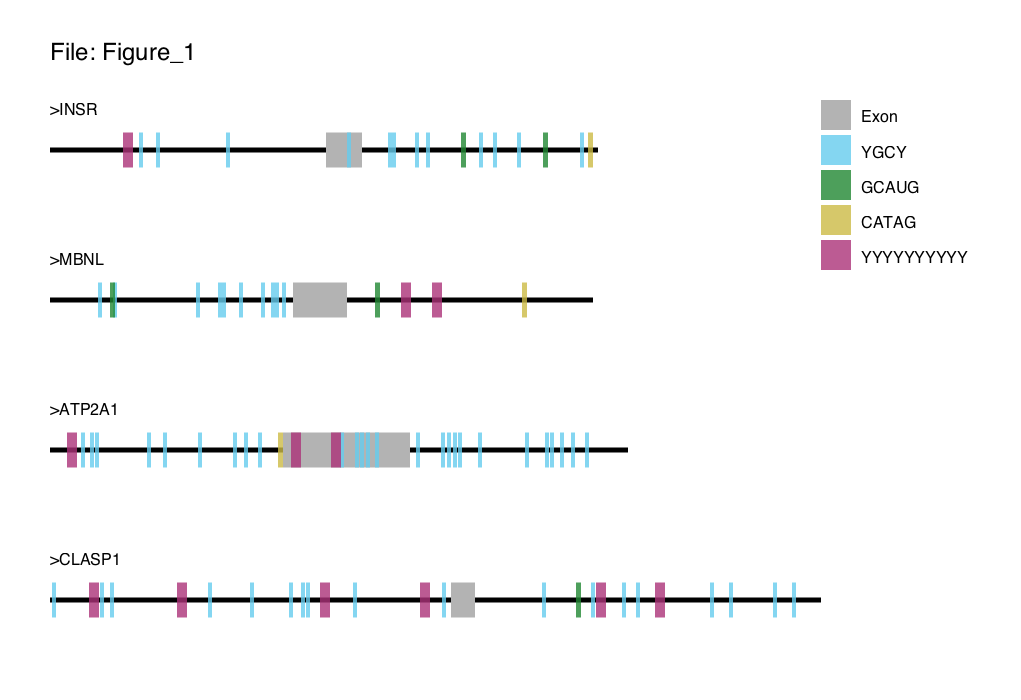 File: Figure_1
>INSR
Exon
YGCY
GCAUG
CATAG
YYYYYYYYYY
>MBNL
>ATP2A1
>CLASP1